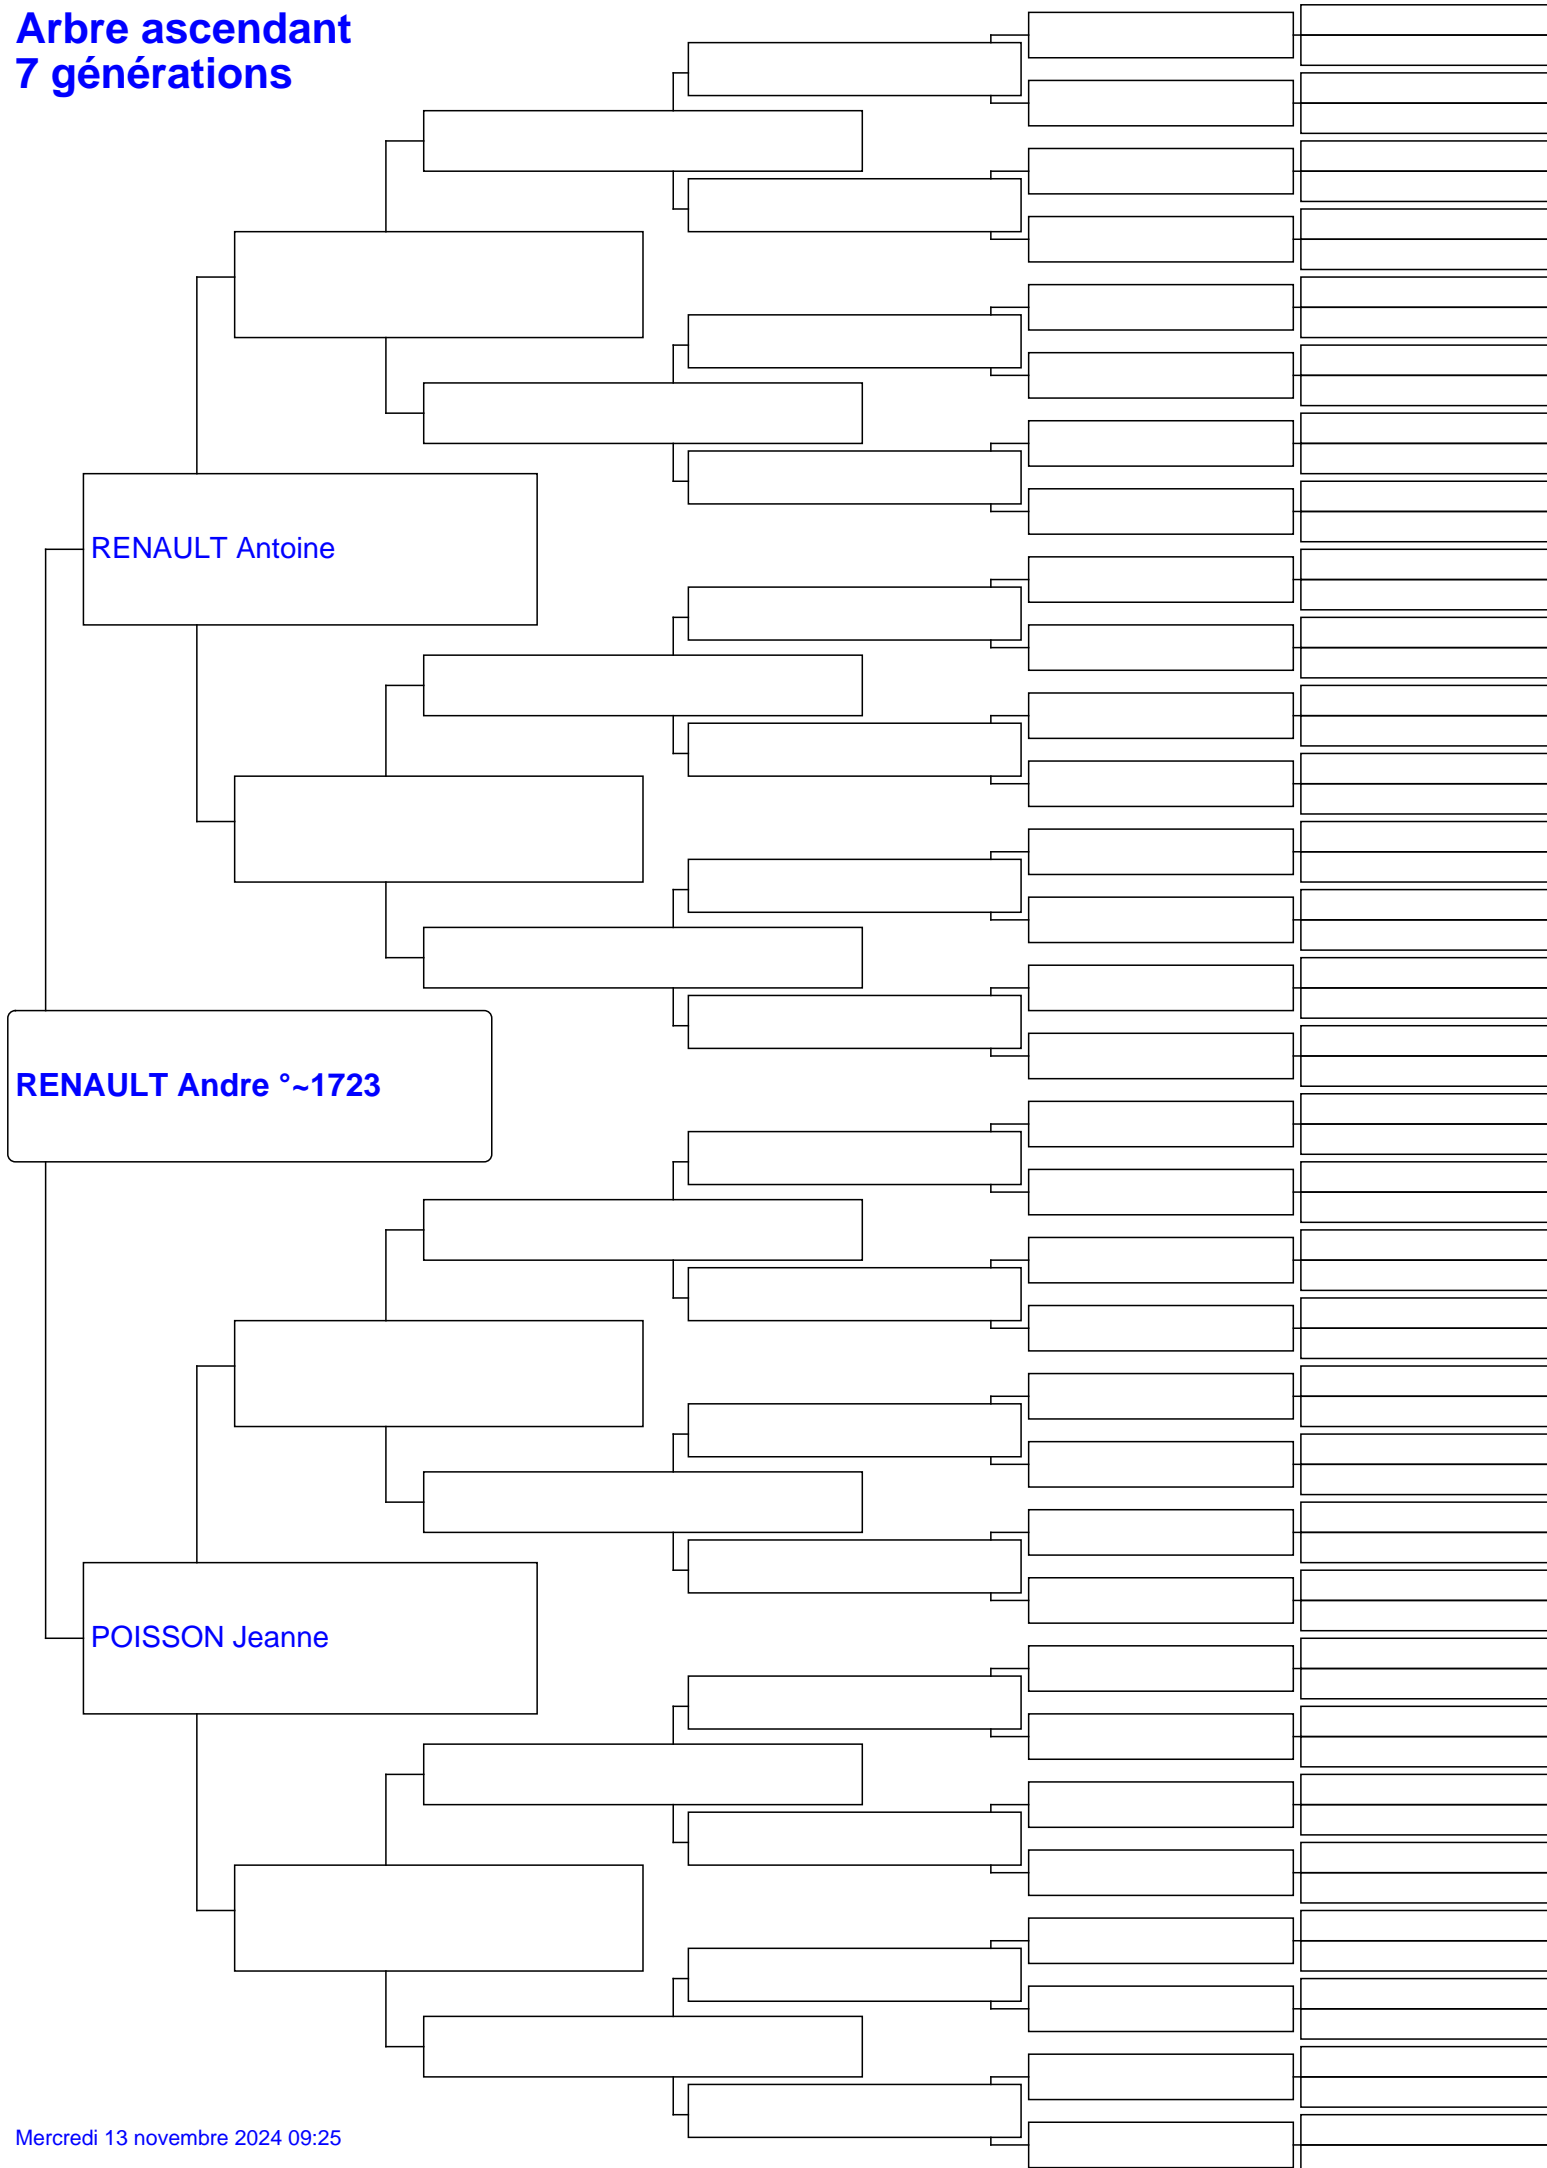 Arbre ascendant
7 générations
RENAULT Antoine
RENAULT Andre °~1723
POISSON Jeanne
Mercredi 13 novembre 2024 09:25